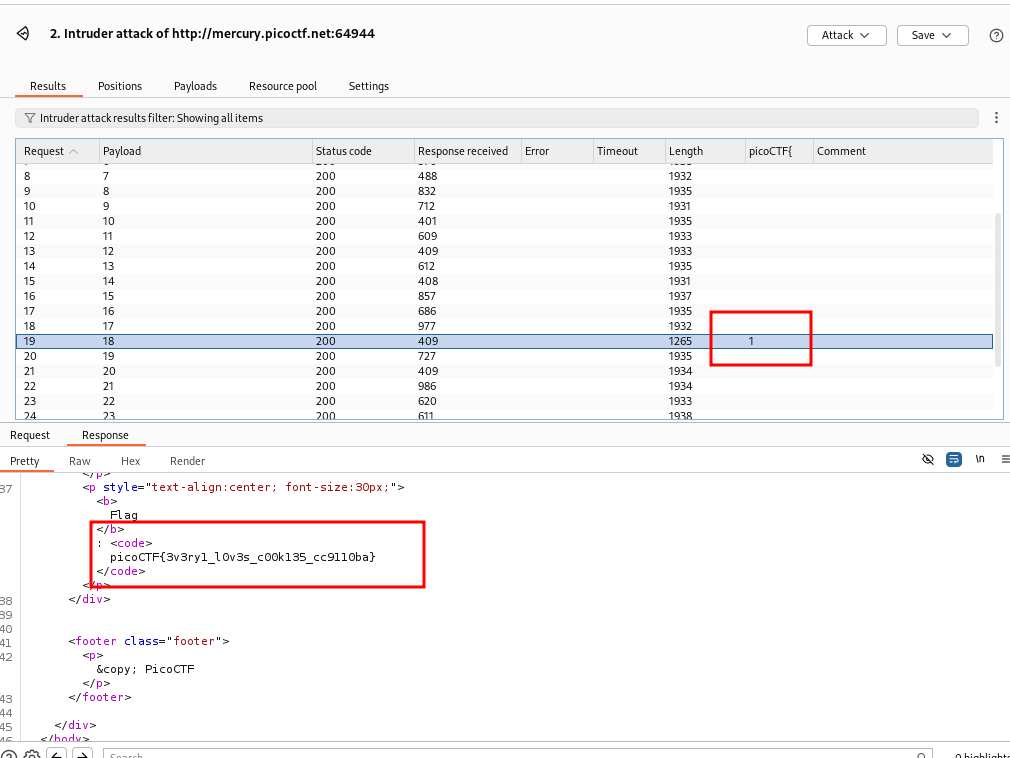 2. Intruder attack of http://mercury.picoctf.net:64944
Attack
Save
Results Positions Payloads Resource pool Settings
Intruder attack results filter: Showing all items
Request Payload Status code Response received Error Timeout Length picoCTF{ Comment
8 7 200 488 1932
9 8 200 832 1935
10 9 200 712 1931
11 10 200 401 1935
12 11 200 609 1933
13 12 200 409 1933
14 13 200 612 1935
15 14 200 408 1931
16 15 200 857 1937
17 16 200 686 1935
18 17 200 977 1932
19 18 200 409 1265 1
20 19 200 727 1935
21 20 200 409 1934
22 21 200 986 1934
23 22 200 620 1933
24 23 200 611 1938
Request Response
Pretty Raw Hex Render \n
</p>
37 <p style="text-align:center; font-size:30px;">
<b>
Flag
</b>
: <code>
picoCTF{3v3ry1_l0v3s_c00k135_cc9110ba}
</code>
</p>
38 </div>
39
40
41 <footer class="footer">
42 <p>
&copy; PicoCTF
</p>
43 </footer>
44
45 </div>
46 </body>
Search 0 highlights